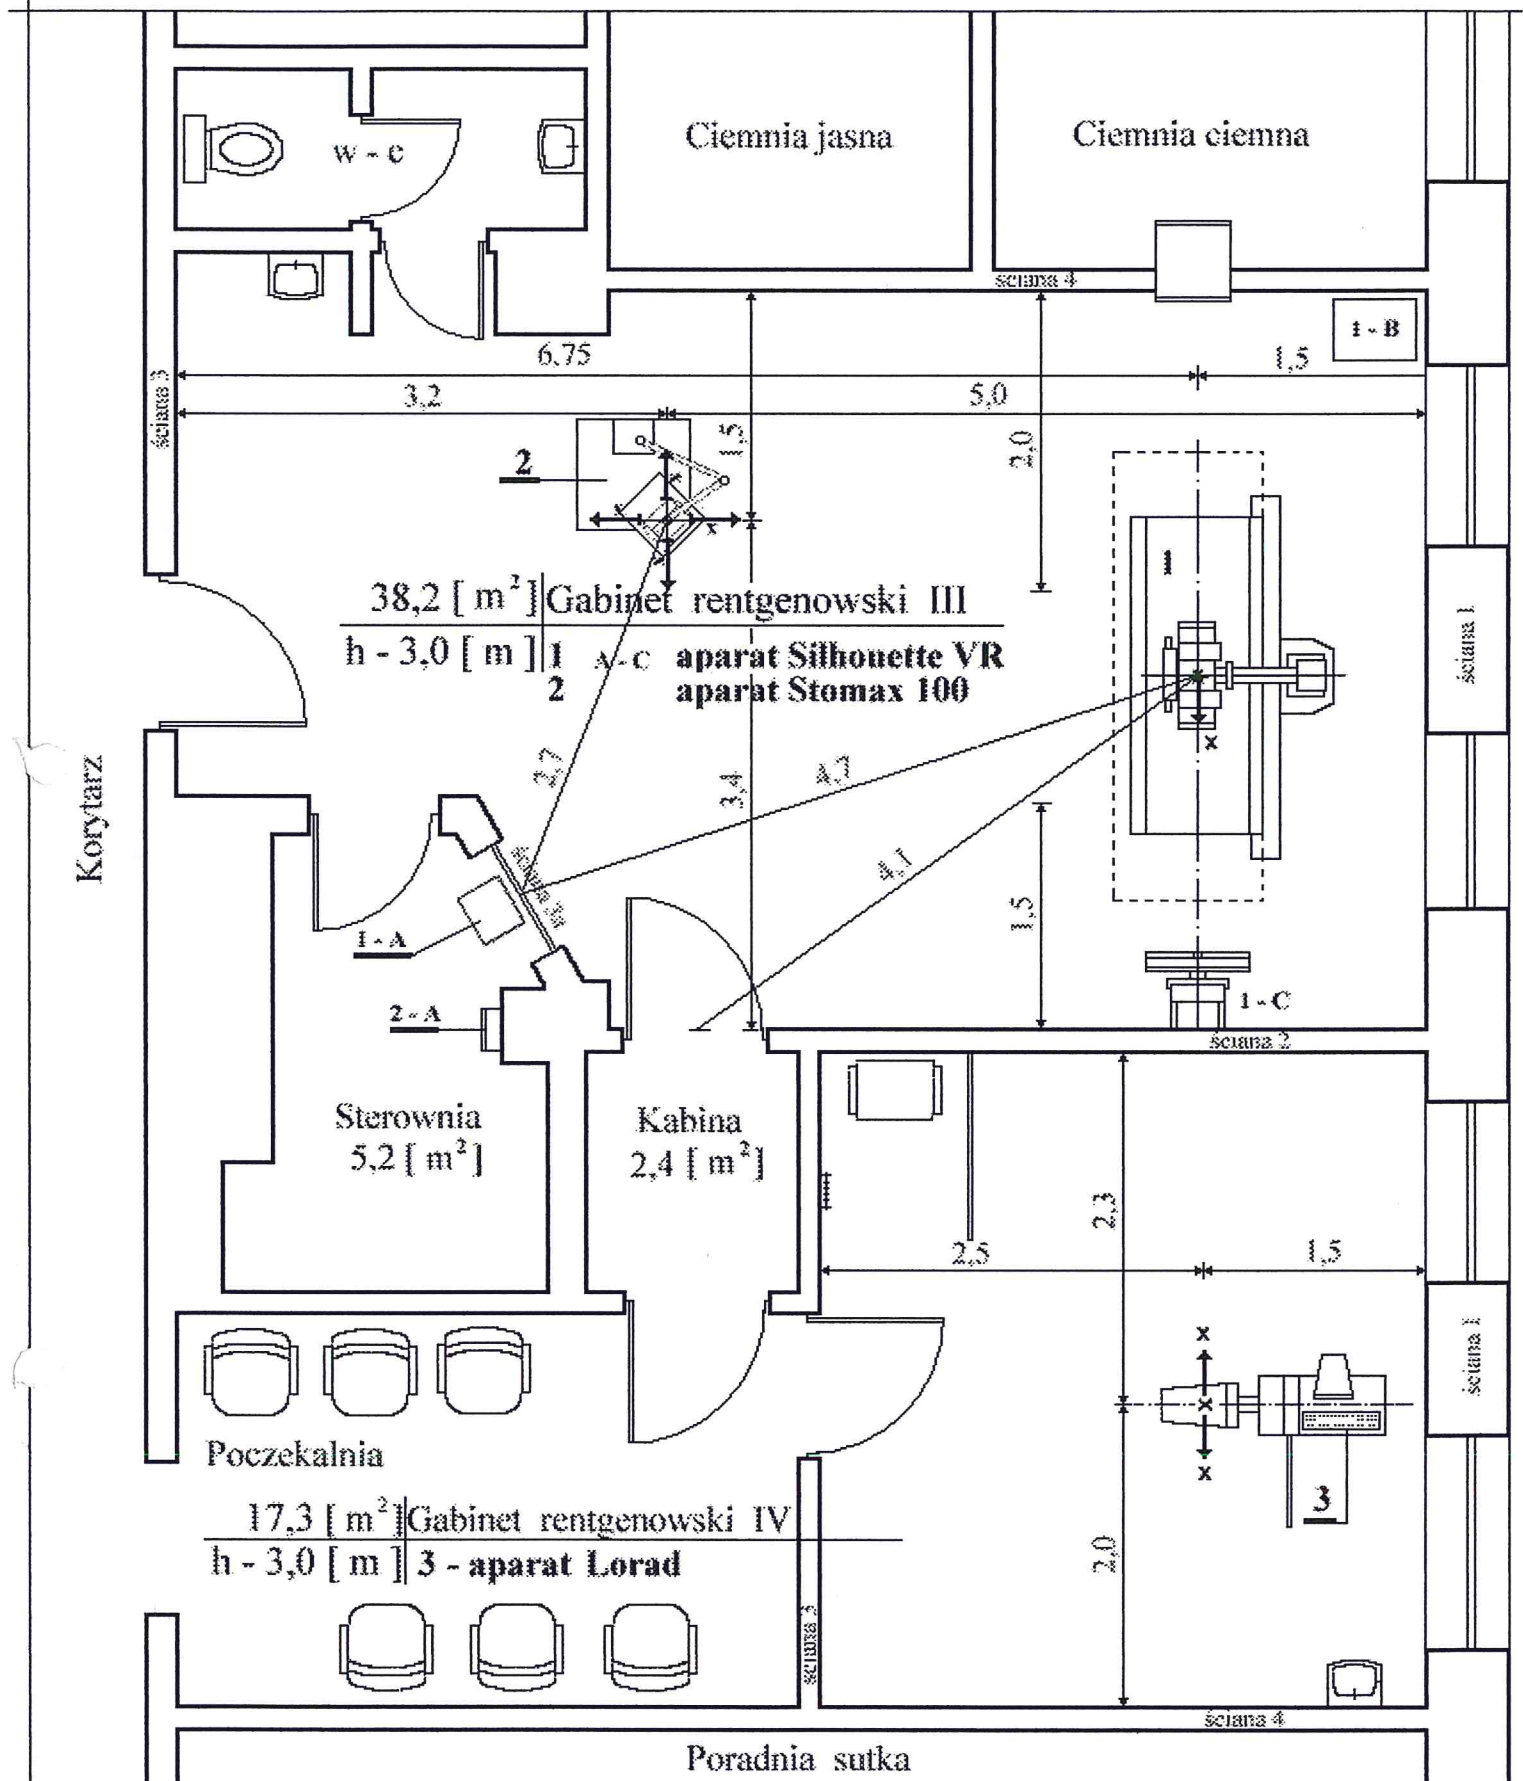 Ciemnia jasna
Ciemnia ciemna
w - c
ściana 4
1 - B
6,75
1,5
3,2
5,0
ściana 3
1,5
2,0
2
1
38,2 [ m² ] Gabinet rentgenowski III
h - 3,0 [ m ] 1 A - C aparat Silhouette VR
2 aparat Stomax 100
x
x
x
ściana 1
2,7
4,7
3,4
4,1
1,5
Korytarz
1 - A
2 - A
1 - C
ściana 2
Sterownia
5,2 [ m² ]
Kabina
2,4 [ m² ]
2,3
2,5
1,5
x
x
x
ściana 1
3
2,0
Poczekalnia
17,3 [ m² ] Gabinet rentgenowski IV
h - 3,0 [ m ] 3 - aparat Lorad
ściana 3
ściana 4
Poradnia sutka